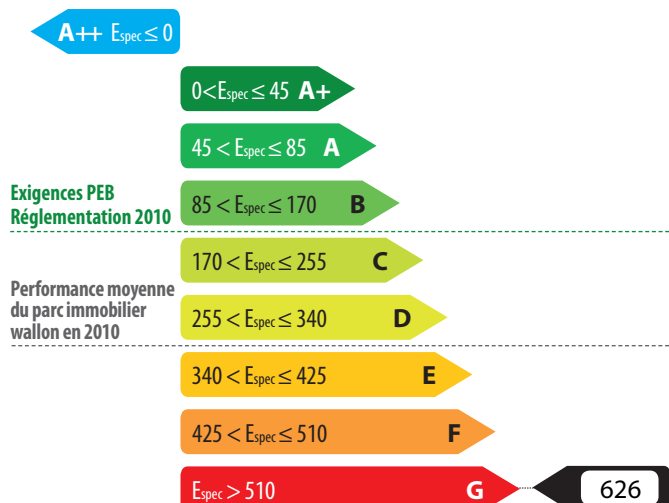 A++ Espec ≤ 0
0<Espec ≤ 45 A+
45 < Espec ≤ 85 A
Exigences PEB
Réglementation 2010
85 < Espec ≤ 170 B
170 < Espec ≤ 255 C
Performance moyenne
du parc immobilier
wallon en 2010
255 < Espec ≤ 340 D
340 < Espec ≤ 425 E
425 < Espec ≤ 510 F
Espec > 510 G 626